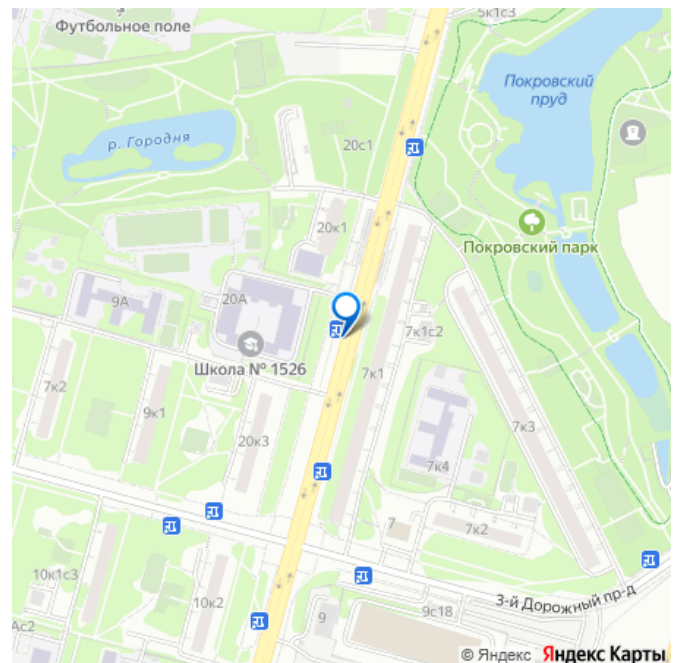 5к1с3
Футбольное поле
Покровский
пруд
р. Городня
20с1
20к1
Покровский парк
9А
20А
7к1с2
Школа № 1526
7к1
7к2
9к1
7к3
20к3
7к4
7
7к2
10к1с3
10к2
3-й Дорожный пр-д
9
9с18
Ас2
© Яндекс Яндекс Карты